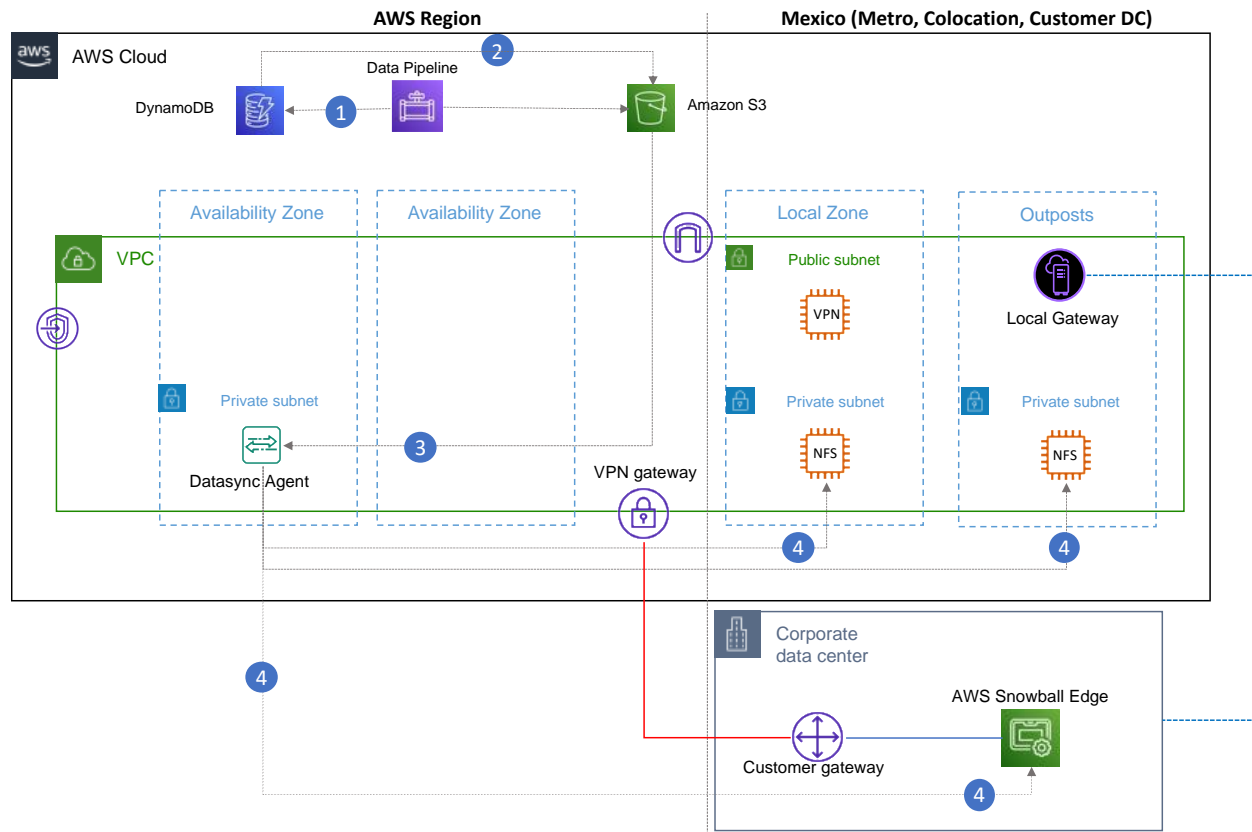 AWS Region
Mexico (Metro, Colocation, Customer DC)
aws
AWS Cloud
2
Data Pipeline
DynamoDB
1
Amazon S3
Availability Zone
Availability Zone
Local Zone
Outposts
VPC
Public subnet
VPN
Local Gateway
Private subnet
Private subnet
Private subnet
3
NFS
NFS
Datasync Agent
VPN gateway
4
4
Corporate
data center
4
AWS Snowball Edge
Customer gateway
4